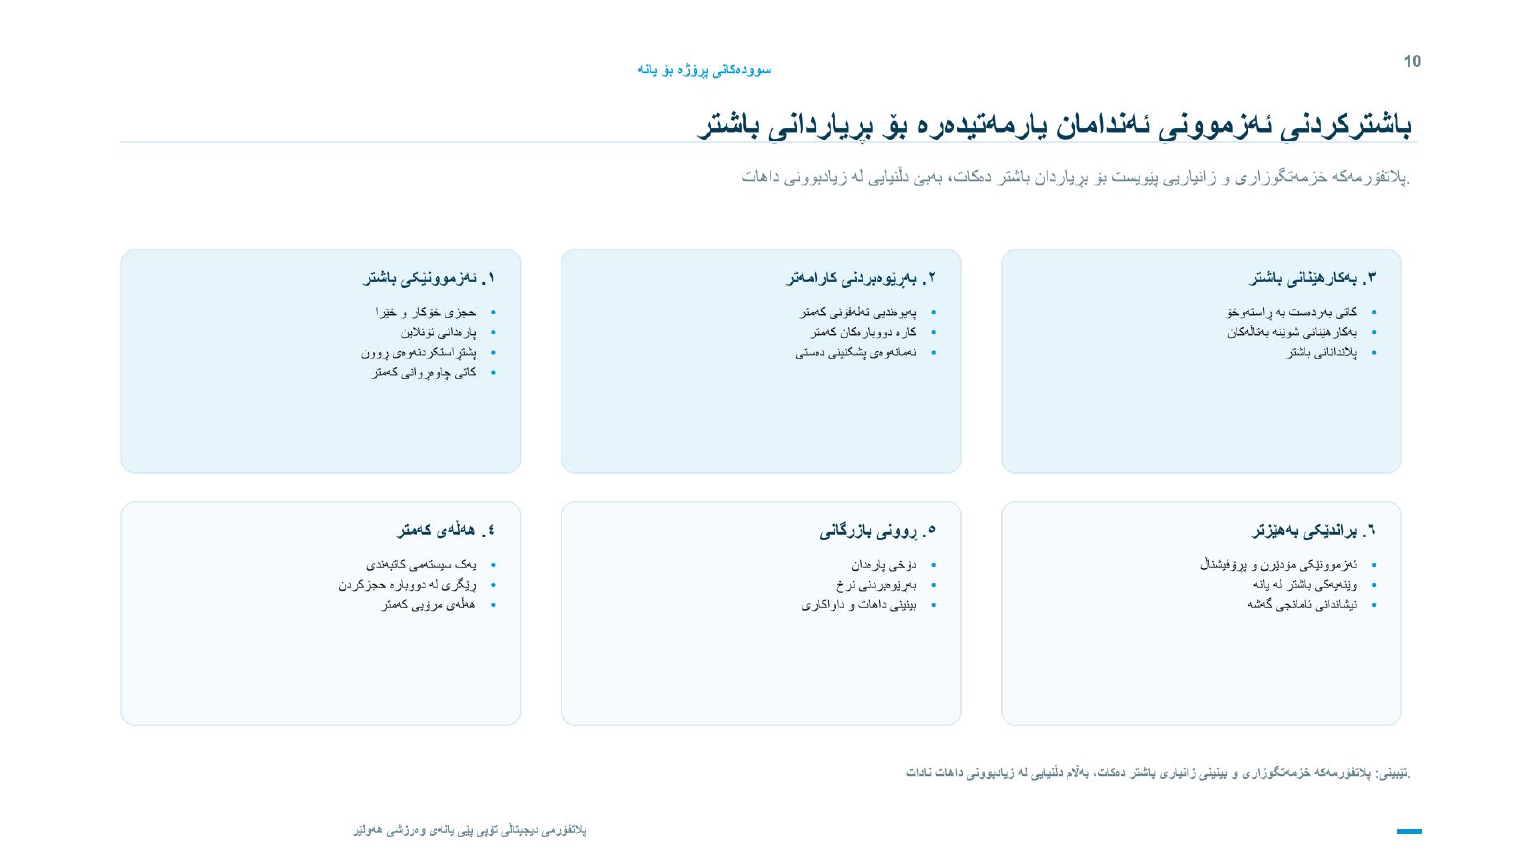 10
سوودەکانی پڕۆژە بۆ یانە
باشترکردنی ئەزموونی ئەندامان یارمەتیدەرە بۆ بڕیاردانی باشتر
پلاتفۆرمەکە خزمەتگوزاری و زانیاریی پێویست بۆ بڕیاردان باشتر دەکات، بەبێ دڵنیایی لە زیادبوونی داهات.
١. ئەزموونێکی باشتر
• حجزی خۆکار و خێرا
• پارەدانی ئۆنلاین
• پشتڕاستکردنەوەی ڕوون
• کاتی چاوەڕوانی کەمتر
٢. بەڕێوەبردنی کارامەتر
• پەیوەندیی تەلەفۆنی کەمتر
• کارە دووبارەکان کەمتر
• نەمانەوەی پشکنینی دەستی
٣. بەکارهێنانی باشتر
• کاتی بەردەست بە ڕاستەوخۆ
• بەکارهێنانی شوێنە بەتاڵەکان
• پلاندانانی باشتر
٤. هەڵەی کەمتر
• یەک سیستەمی کاتبەندی
• ڕێگری لە دووبارە حجزکردن
• هەڵەی مرۆیی کەمتر
٥. ڕوونی بازرگانی
• دۆخی پارەدان
• بەڕێوەبردنی نرخ
• بینینی داهات و داواکاری
٦. براندێکی بەهێزتر
• ئەزموونێکی مۆدێرن و پڕۆفیشناڵ
• وێنەیەکی باشتر لە یانە
• نیشاندانی ئامانجی گەشە
تێبینی: پلاتفۆرمەکە خزمەتگوزاری و بینینی زانیاری باشتر دەکات، بەڵام دڵنیایی لە زیادبوونی داهات نادات.
پلاتفۆرمی دیجیتاڵی تۆپی پێی یانەی وەرزشی هەولێر